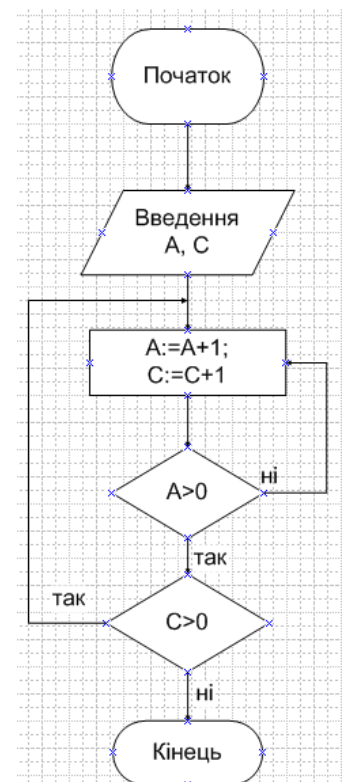 Початок
Введення
A, C
A:=A+1;
C:=C+1
A>0
ні
так
так
C>0
ні
Кінець